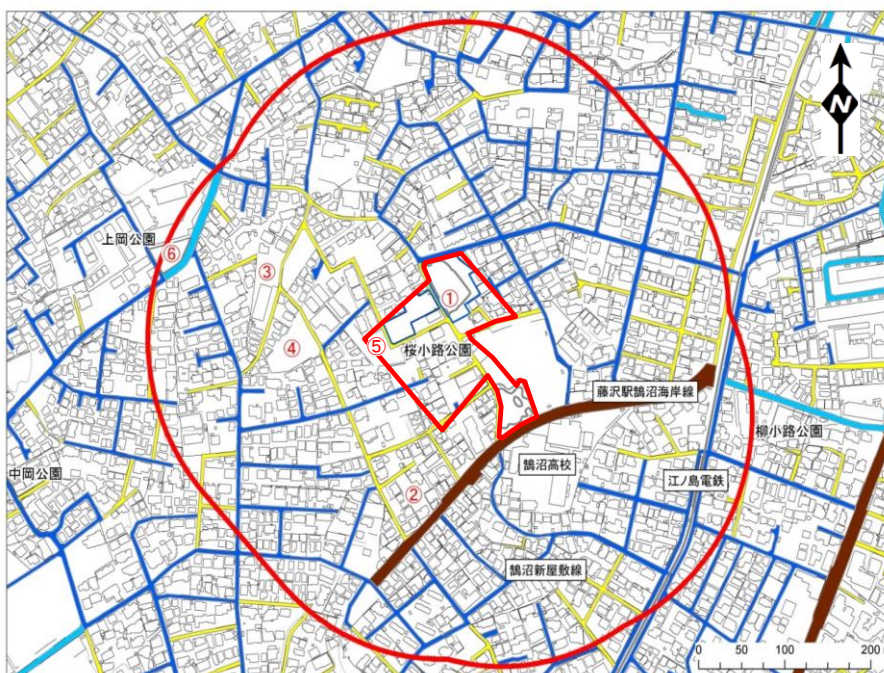 N
上岡公園
⑥
③
①
④
⑤
桜小路公園
藤沢駅鵠沼海岸線
柳小路公園
鵠沼高校
江ノ島電鉄
中岡公園
②
鵠沼新屋敷線
0 50 100 200